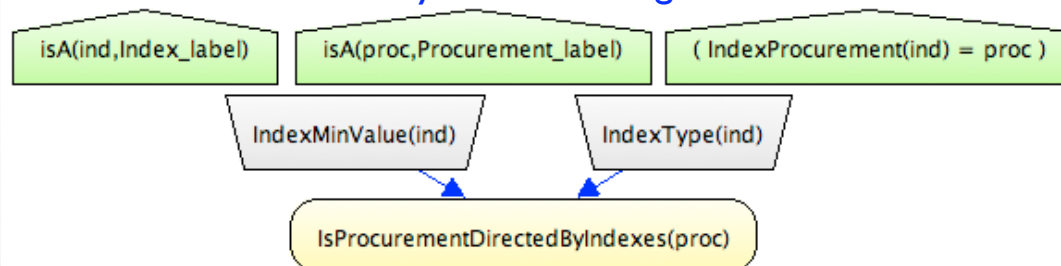 isA(ind,Index_label)
isA(proc,Procurement_label)
( IndexProcurement(ind) = proc )
IndexMinValue(ind)
IndexType(ind)
IsProcurementDirectedByIndexes(proc)